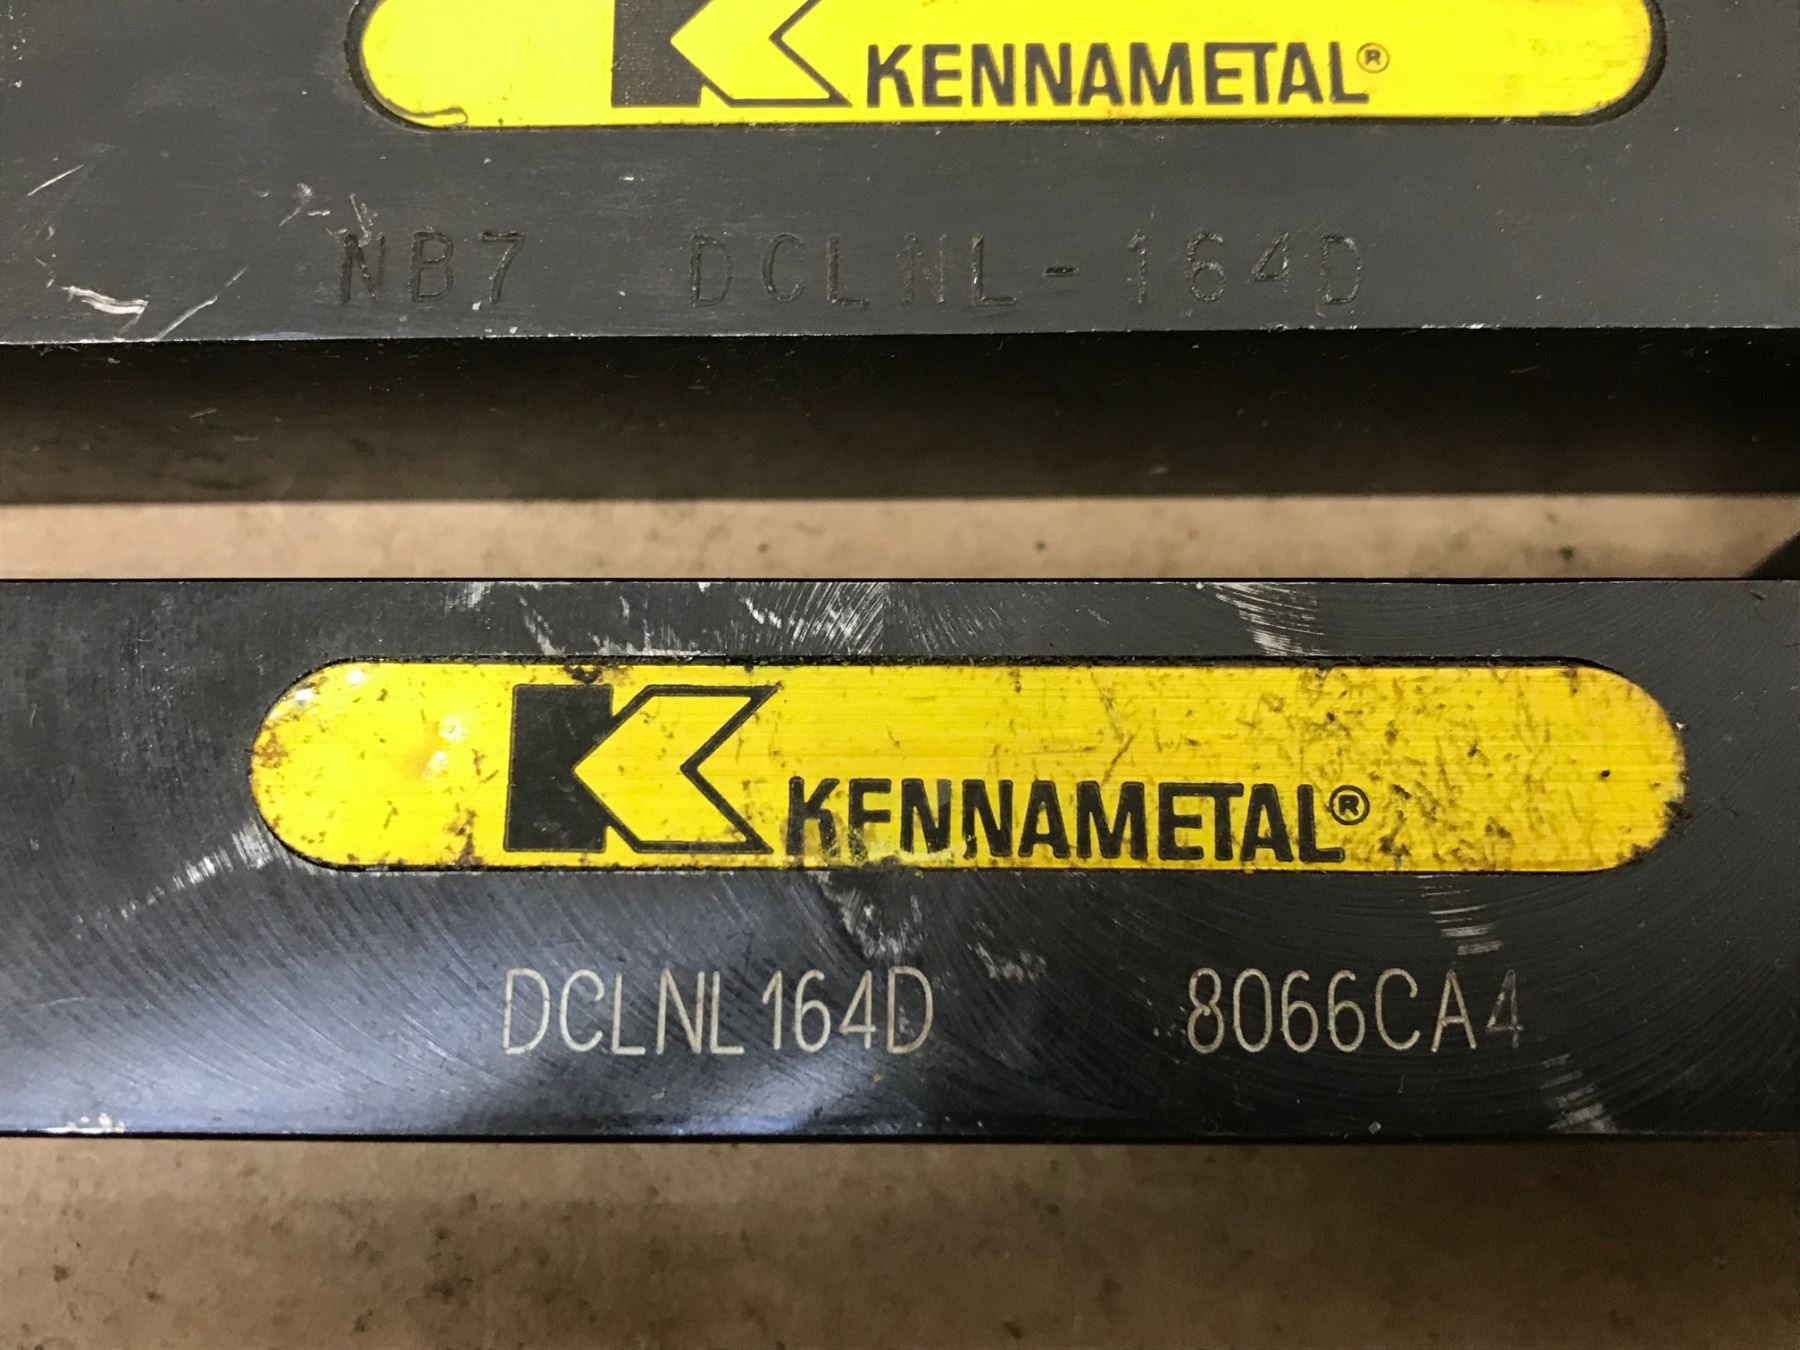 KENNAMETAL®
NB7 DCLNL-164D
KENNAMETAL®
DCLNL164D 8066CA4